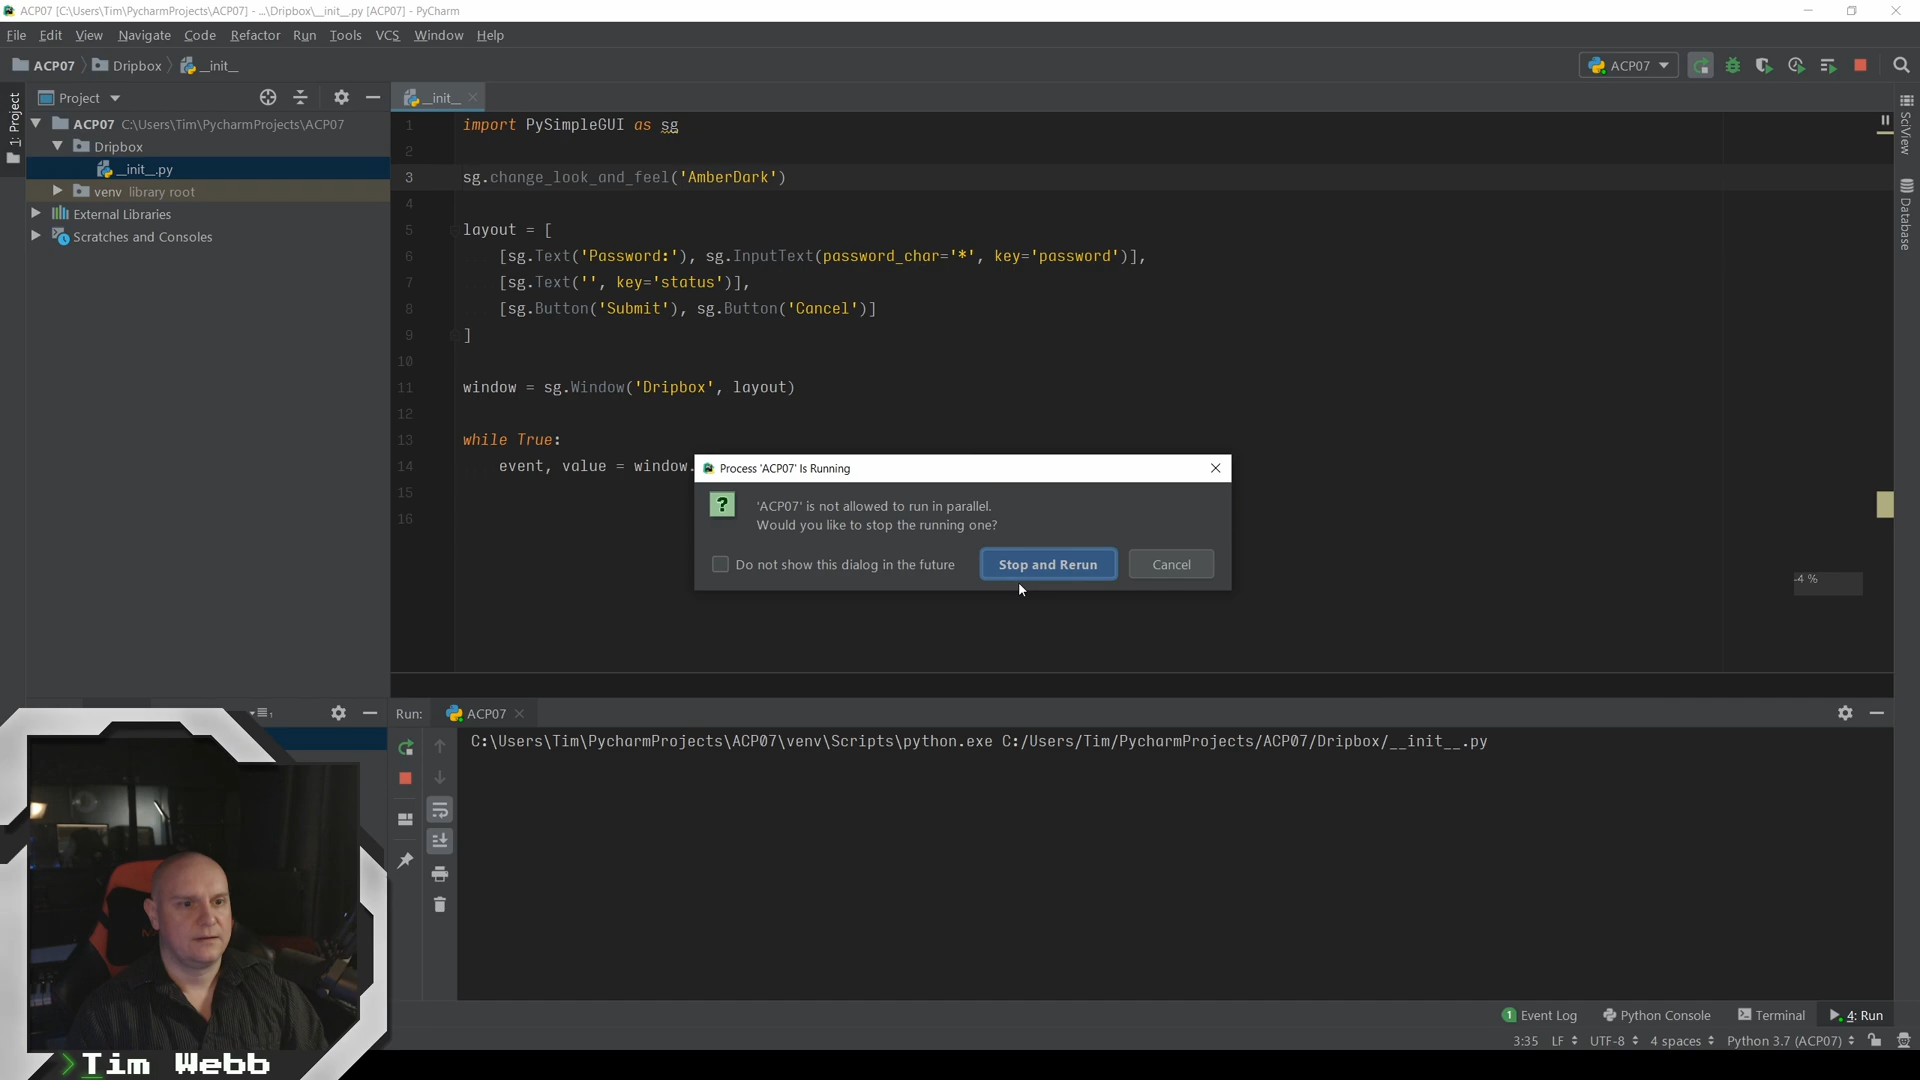 ACP07 [C:\Users\Tim\PycharmProjects\ACP07] - ...\Dripbox\__init__.py [ACP07] - PyCharm
File Edit View Navigate Code Refactor Run Tools VCS Window Help
ACP07 Dripbox __init__
ACP07
1: Project
Project
__init__
ACP07 C:\Users\Tim\PycharmProjects\ACP07
Dripbox
__init__.py
venv library root
External Libraries
Scratches and Consoles
1 import PySimpleGUI as sg
2
3 sg.change_look_and_feel('AmberDark')
4
5 layout = [
6 [sg.Text('Password:'), sg.InputText(password_char='*', key='password')],
7 [sg.Text('', key='status')],
8 [sg.Button('Submit'), sg.Button('Cancel')]
9 ]
10
11 window = sg.Window('Dripbox', layout)
12
13 while True:
14 event, value = window.
15
16
SciView
Database
Process 'ACP07' Is Running
?
'ACP07' is not allowed to run in parallel.
Would you like to stop the running one?
Do not show this dialog in the future
Stop and Rerun
Cancel
-4 %
Run: ACP07
C:\Users\Tim\PycharmProjects\ACP07\venv\Scripts\python.exe C:/Users/Tim/PycharmProjects/ACP07/Dripbox/__init__.py
1 Event Log Python Console Terminal 4: Run
3:35 LF UTF-8 4 spaces Python 3.7 (ACP07)
>Tim Webb